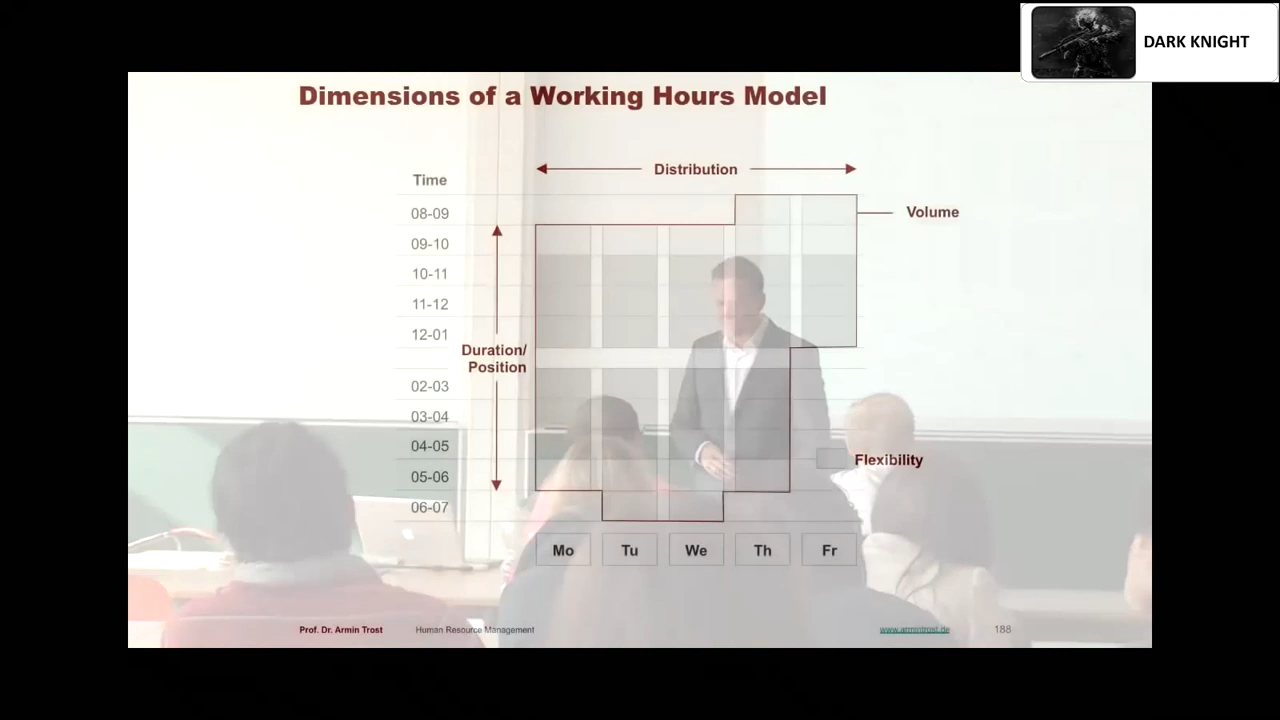 DARK KNIGHT
Dimensions of a Working Hours Model
Distribution
Time
08-09
Volume
09-10
10-11
11-12
12-01
Duration/
Position
02-03
03-04
04-05
05-06
Flexibility
06-07
Mo Tu We Th Fr
Prof. Dr. Armin Trost Human Resource Management www.armintrost.de 188